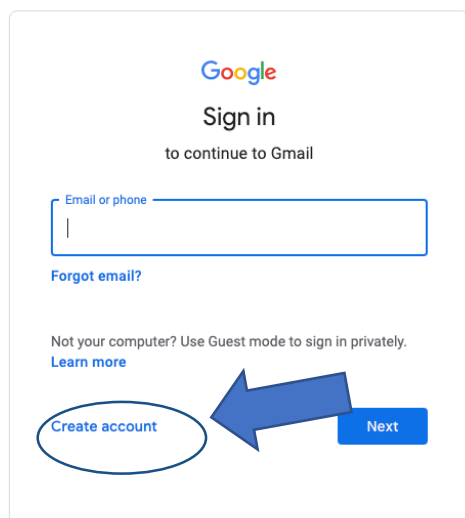 Google
Sign in
to continue to Gmail
Email or phone
Forgot email?
Not your computer? Use Guest mode to sign in privately.
Learn more
Create account
Next